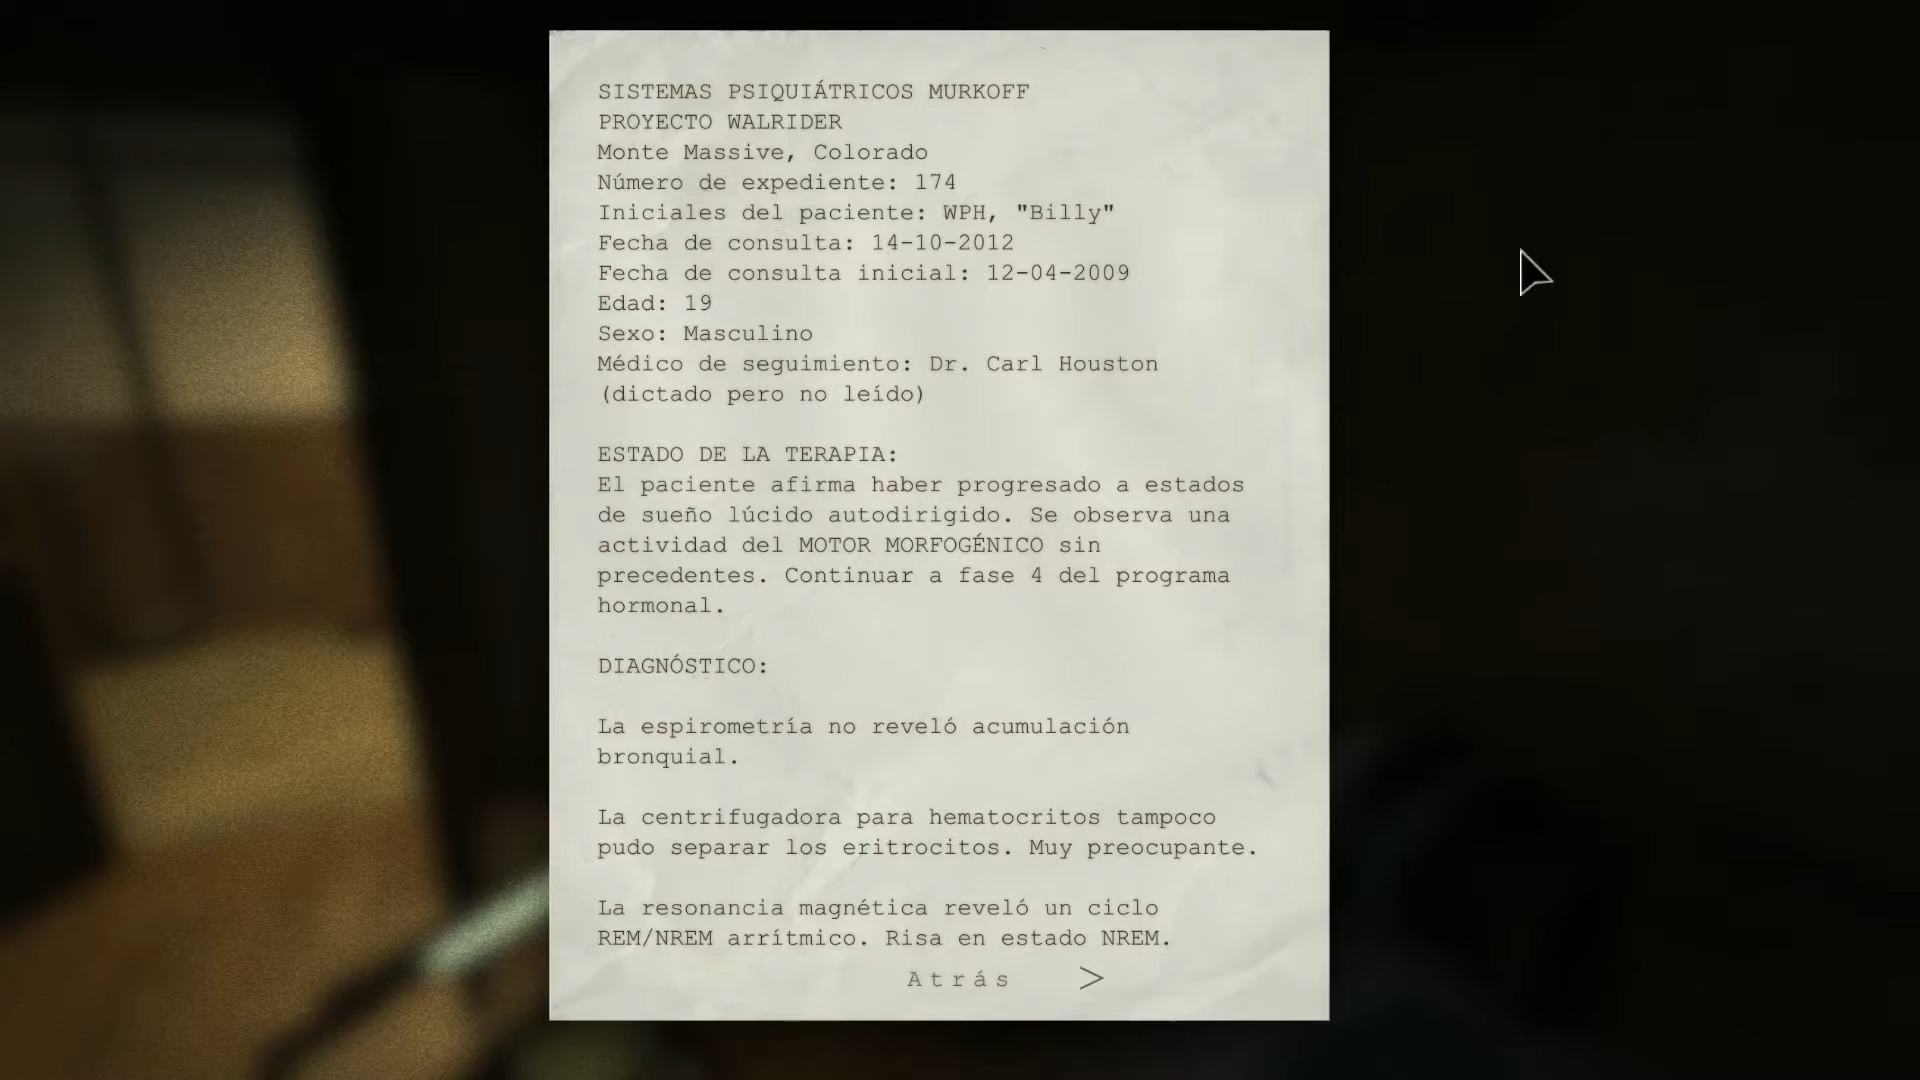 SISTEMAS PSIQUIÁTRICOS MURKOFF
PROYECTO WALRIDER
Monte Massive, Colorado
Número de expediente: 174
Iniciales del paciente: WPH, "Billy"
Fecha de consulta: 14-10-2012
Fecha de consulta inicial: 12-04-2009
Edad: 19
Sexo: Masculino
Médico de seguimiento: Dr. Carl Houston
(dictado pero no leído)
ESTADO DE LA TERAPIA:
El paciente afirma haber progresado a estados
de sueño lúcido autodirigido. Se observa una
actividad del MOTOR MORFOGÉNICO sin
precedentes. Continuar a fase 4 del programa
hormonal.
DIAGNÓSTICO:
La espirometría no reveló acumulación
bronquial.
La centrifugadora para hematocritos tampoco
pudo separar los eritrocitos. Muy preocupante.
La resonancia magnética reveló un ciclo
REM/NREM arrítmico. Risa en estado NREM.
Atrás >